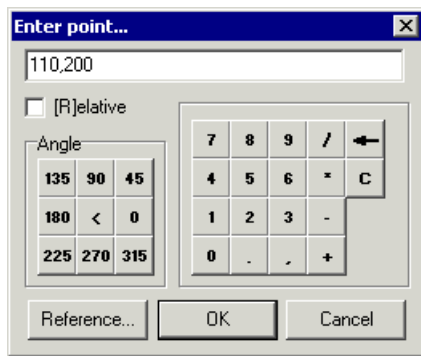 Enter point...
110,200
[R]elative
Angle
135 90 45
180 < 0
225 270 315
7 8 9 /
4 5 6 * C
1 2 3 -
0 . , +
Reference... OK Cancel